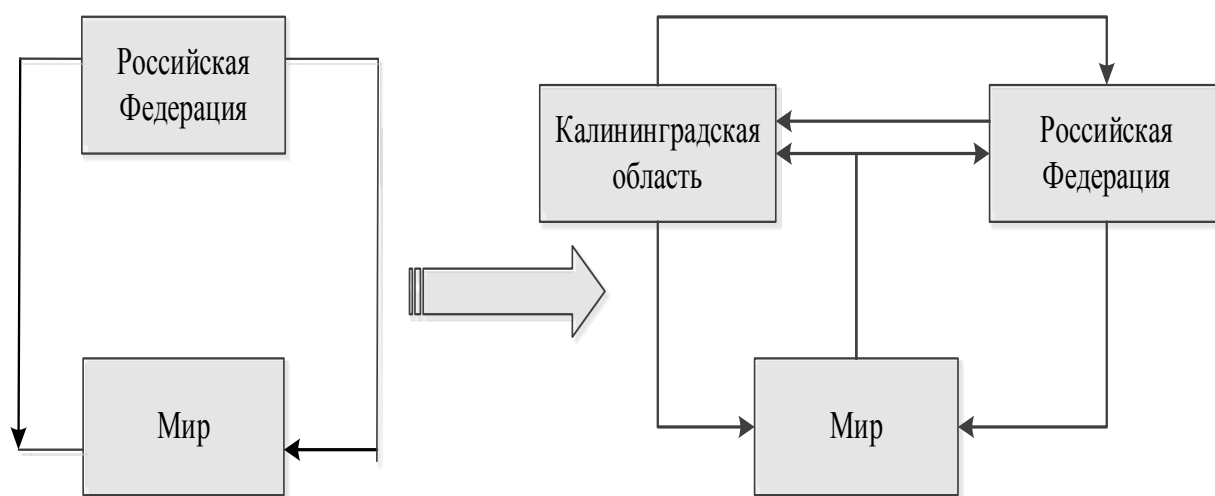 Российская
Федерация
Мир
Калининградская
область
Российская
Федерация
Мир